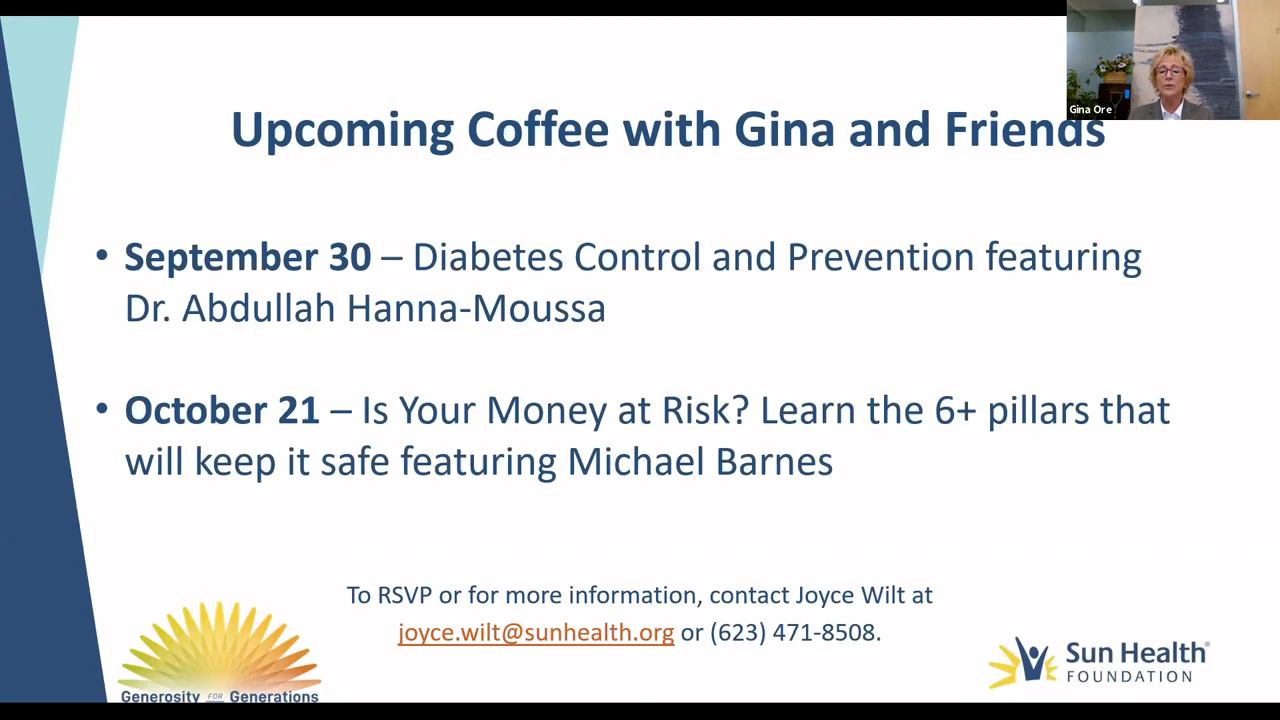 Gina Ore
Upcoming Coffee with Gina and Friends
• September 30 – Diabetes Control and Prevention featuring
Dr. Abdullah Hanna-Moussa
• October 21 – Is Your Money at Risk? Learn the 6+ pillars that
will keep it safe featuring Michael Barnes
To RSVP or for more information, contact Joyce Wilt at
joyce.wilt@sunhealth.org or (623) 471-8508.
Generosity FOR Generations
Sun Health®
FOUNDATION